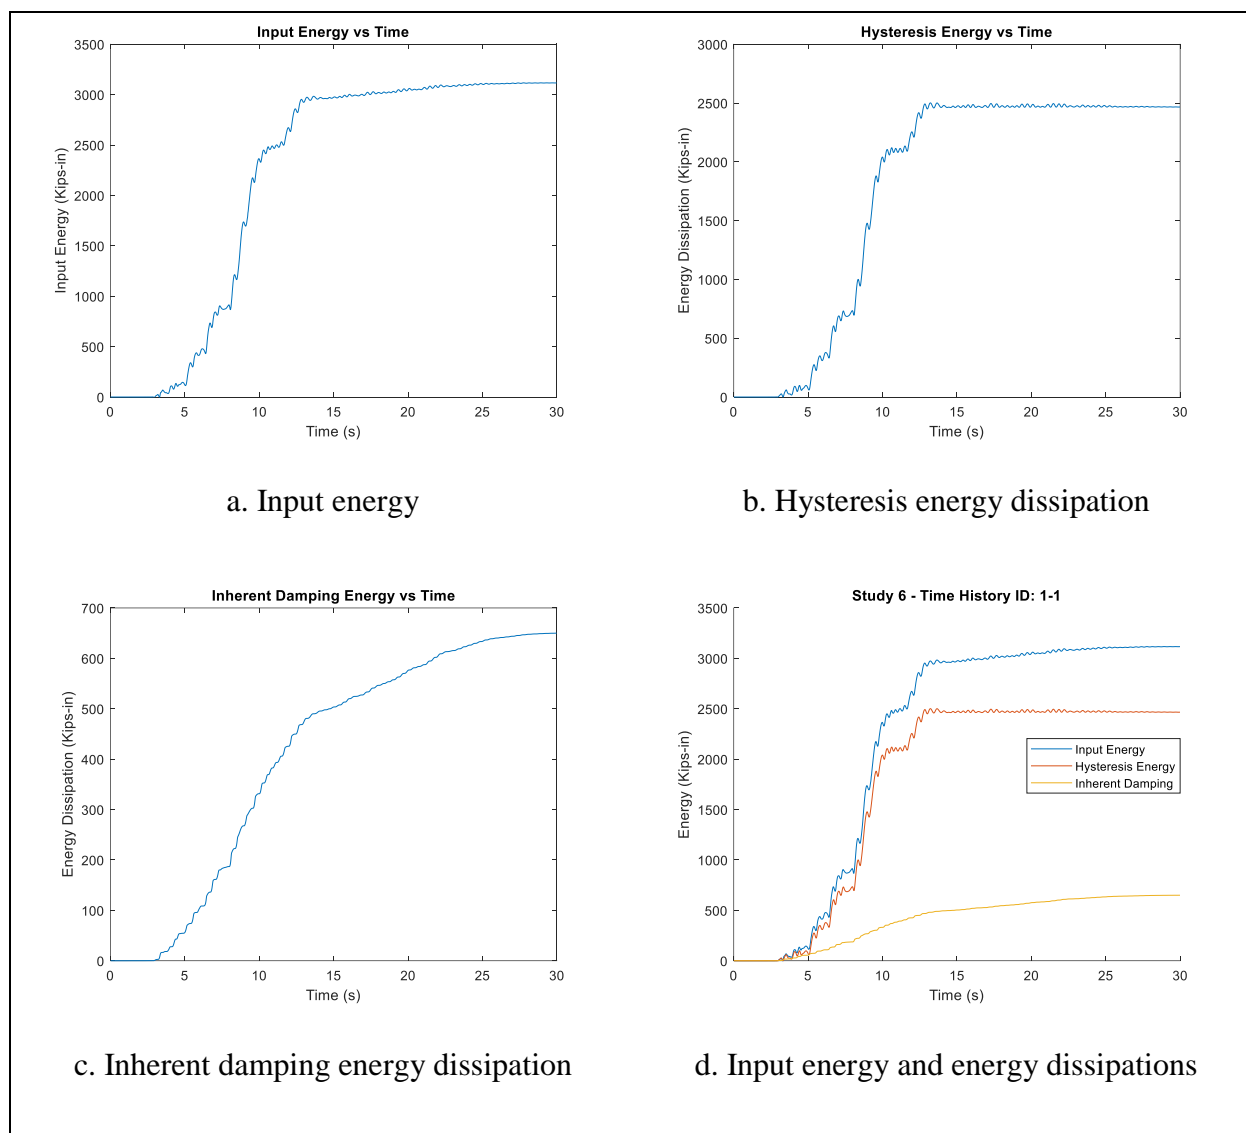 Input Energy vs Time
Input Energy (Kips-in)
3500
3000
2500
2000
1500
1000
500
0
0 5 10 15 20 25 30
Time (s)
a. Input energy
Hysteresis Energy vs Time
Energy Dissipation (Kips-in)
3000
2500
2000
1500
1000
500
0
0 5 10 15 20 25 30
Time (s)
b. Hysteresis energy dissipation
Inherent Damping Energy vs Time
Energy Dissipation (Kips-in)
700
600
500
400
300
200
100
0
0 5 10 15 20 25 30
Time (s)
c. Inherent damping energy dissipation
Study 6 - Time History ID: 1-1
Energy (Kips-in)
3500
3000
2500
2000
1500
1000
500
0
Input Energy
Hysteresis Energy
Inherent Damping
0 5 10 15 20 25 30
Time (s)
d. Input energy and energy dissipations